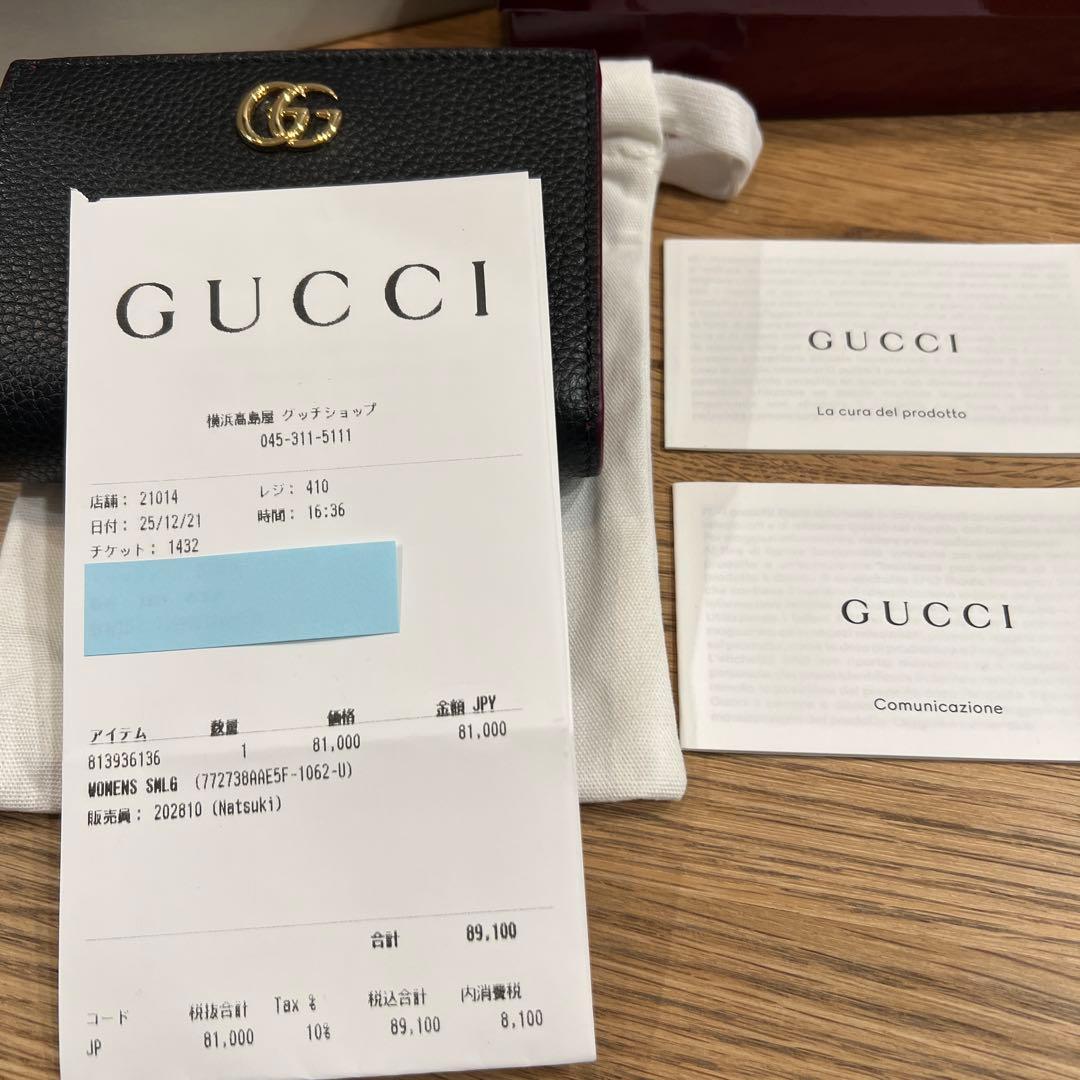 GUCCI
横浜高島屋 グッチショップ
045-311-5111
店舗: 21014 レジ: 410
日付: 25/12/21 時間: 16:36
チケット: 1432
アイテム 数量 価格 金額 JPY
813936136 1 81,000 81,000
WOMENS SMLG (772738AAE5F-1062-U)
販売員: 202810 (Natsuki)
合計 89,100
コード 税抜合計 Tax % 税込合計 内消費税
JP 81,000 10% 89,100 8,100
GUCCI
La cura del prodotto
GUCCI
Comunicazione